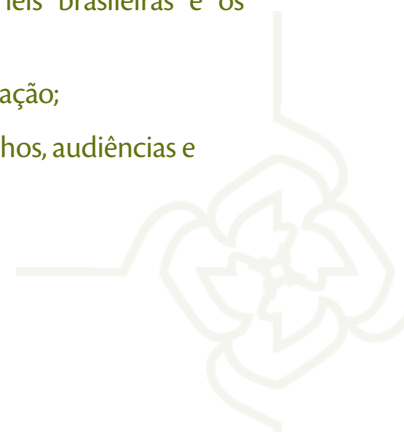 leis brasileiras e os
ação;
hos, audiências e